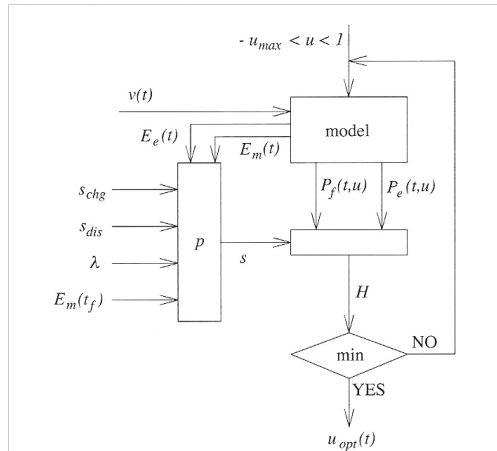 - u_max < u < 1
v(t)
model
E_e(t)
E_m(t)
P_f(t,u)
P_e(t,u)
s_chg
s_dis
p
s
λ
E_m(t_f)
H
min
NO
YES
u_opt(t)